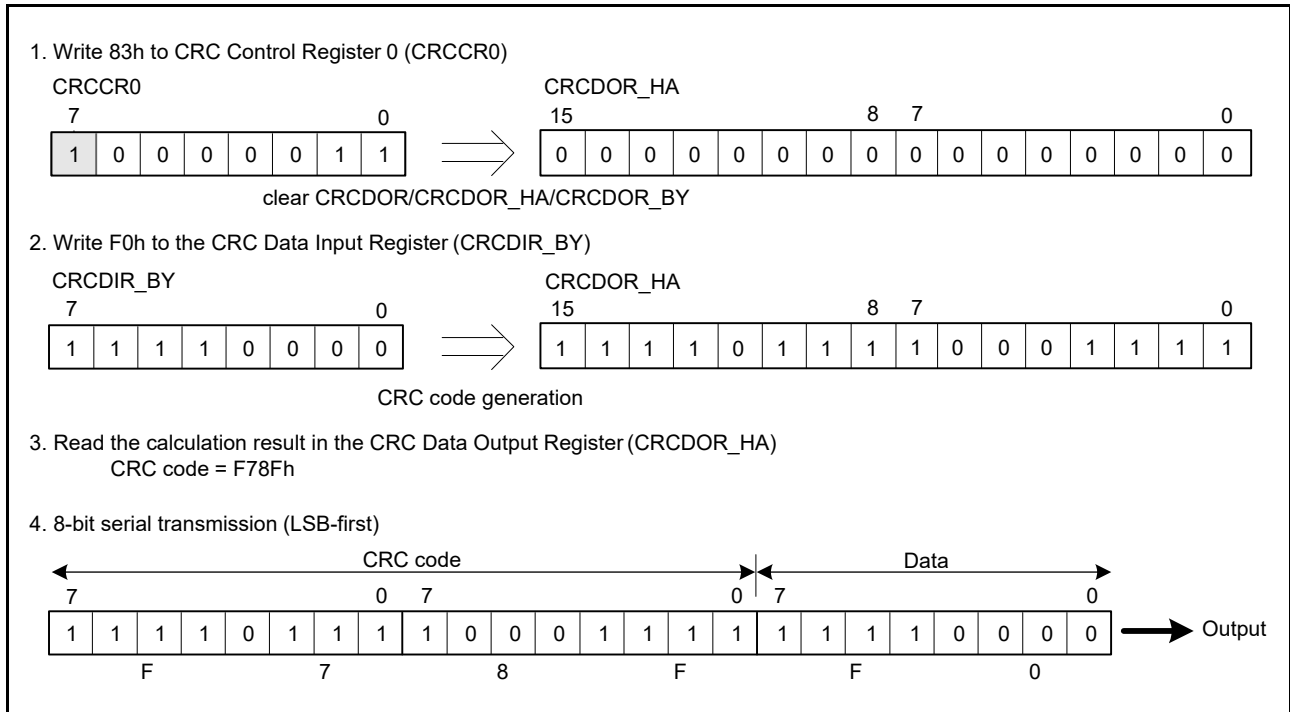 1. Write 83h to CRC Control Register 0 (CRCCR0)
CRCCR0 CRCDOR_HA
7 0 15 8 7 0
1 0 0 0 0 0 1 1 0 0 0 0 0 0 0 0 0 0 0 0 0 0 0 0
clear CRCDOR/CRCDOR_HA/CRCDOR_BY
2. Write F0h to the CRC Data Input Register (CRCDIR_BY)
CRCDIR_BY CRCDOR_HA
7 0 15 8 7 0
1 1 1 1 0 0 0 0 1 1 1 1 0 1 1 1 1 0 0 0 1 1 1 1
CRC code generation
3. Read the calculation result in the CRC Data Output Register (CRCDOR_HA)
CRC code = F78Fh
4. 8-bit serial transmission (LSB-first)
CRC code Data
7 0 7 0 7 0
1 1 1 1 0 1 1 1 1 0 0 0 1 1 1 1 1 1 1 1 0 0 0 0 Output
F 7 8 F F 0